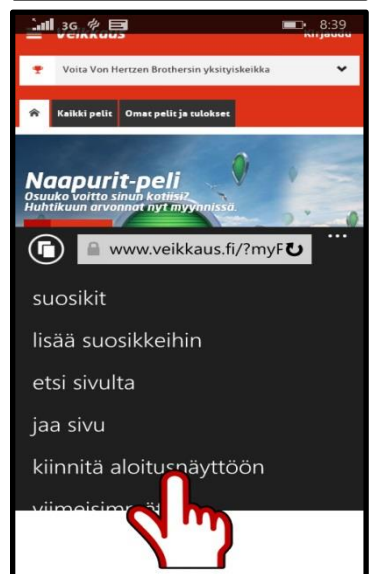 3G 8:39
Veikkaus Kirjaudu
Voita Von Hertzen Brothersin yksityiskeikka
Kaikki pelit Omat pelit ja tulokset
Naapurit-peli
Osuuko voitto sinun kotiisi?
Huhtikuun arvonnat nyt myynnissä.
www.veikkaus.fi/?myF
suosikit
lisää suosikkeihin
etsi sivulta
jaa sivu
kiinnitä aloitusnäyttöön